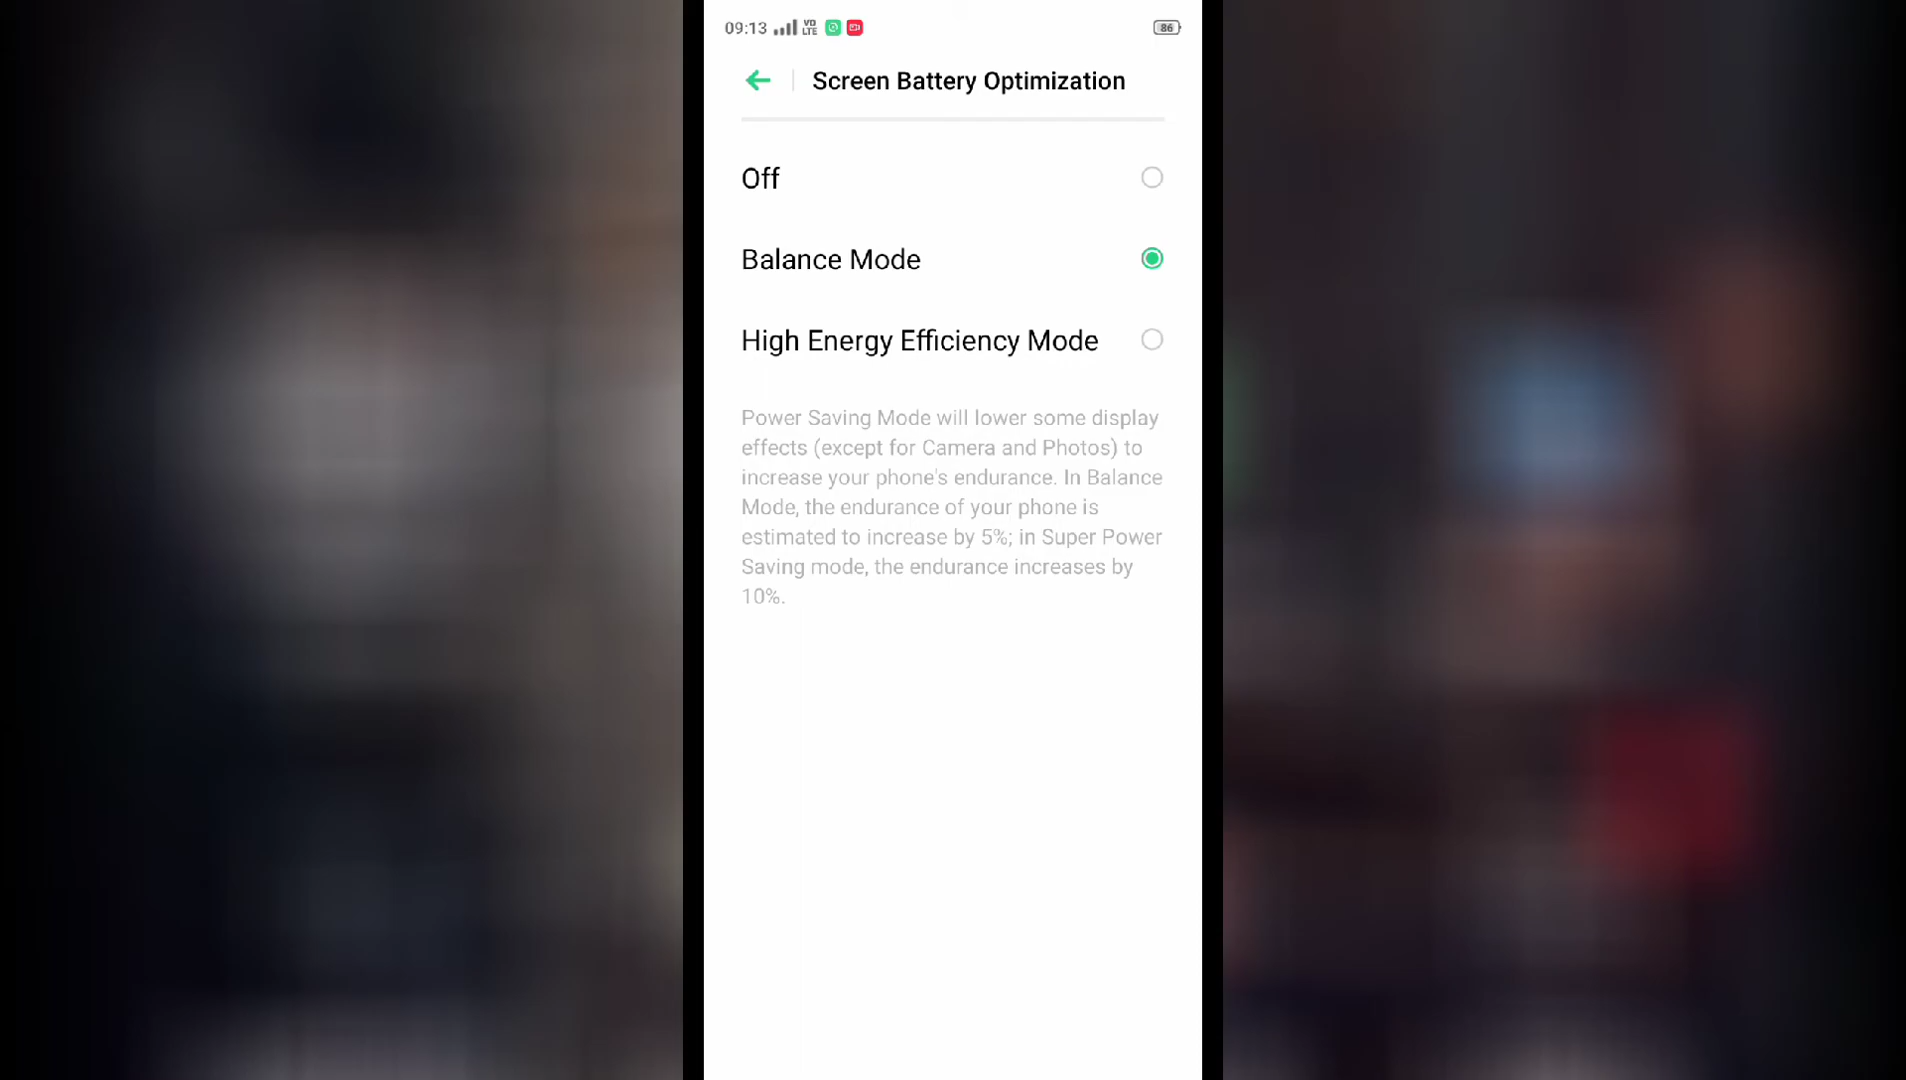 09:13 VO LTE 86
Screen Battery Optimization
Off
Balance Mode
High Energy Efficiency Mode
Power Saving Mode will lower some display
effects (except for Camera and Photos) to
increase your phone's endurance. In Balance
Mode, the endurance of your phone is
estimated to increase by 5%; in Super Power
Saving mode, the endurance increases by
10%.